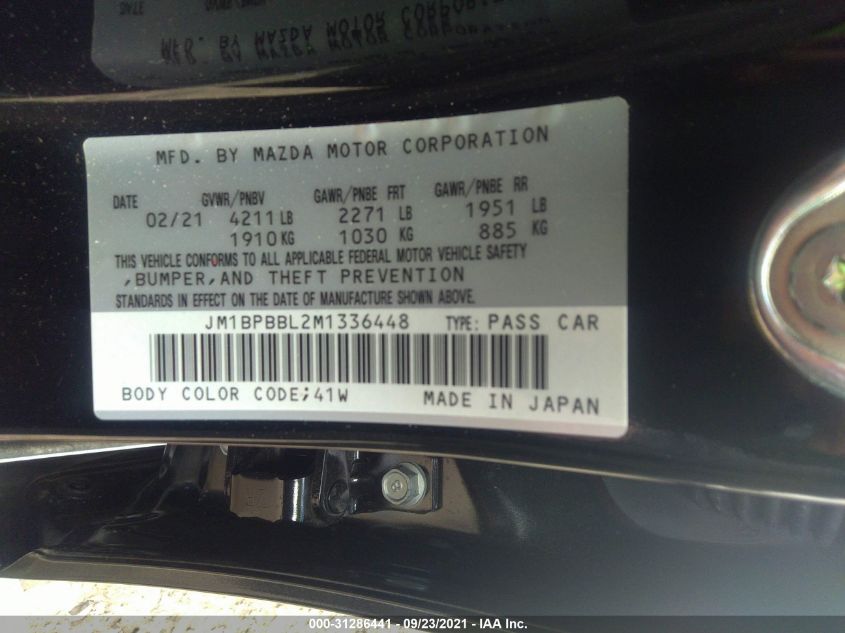 MFD. BY MAZDA MOTOR CORPORATION
DATE GVWR/PNBV GAWR/PNBE FRT GAWR/PNBE RR
02/21 4211 LB 2271 LB 1951 LB
1910 KG 1030 KG 885 KG
THIS VEHICLE CONFORMS TO ALL APPLICABLE FEDERAL MOTOR VEHICLE SAFETY
,BUMPER,AND THEFT PREVENTION
STANDARDS IN EFFECT ON THE DATE OF MANUFACTURE SHOWN ABOVE.
JM1BPBBL2M1336448 TYPE: PASS CAR
BODY COLOR CODE;41W MADE IN JAPAN
000-31286441 - 09/23/2021 - IAA Inc.